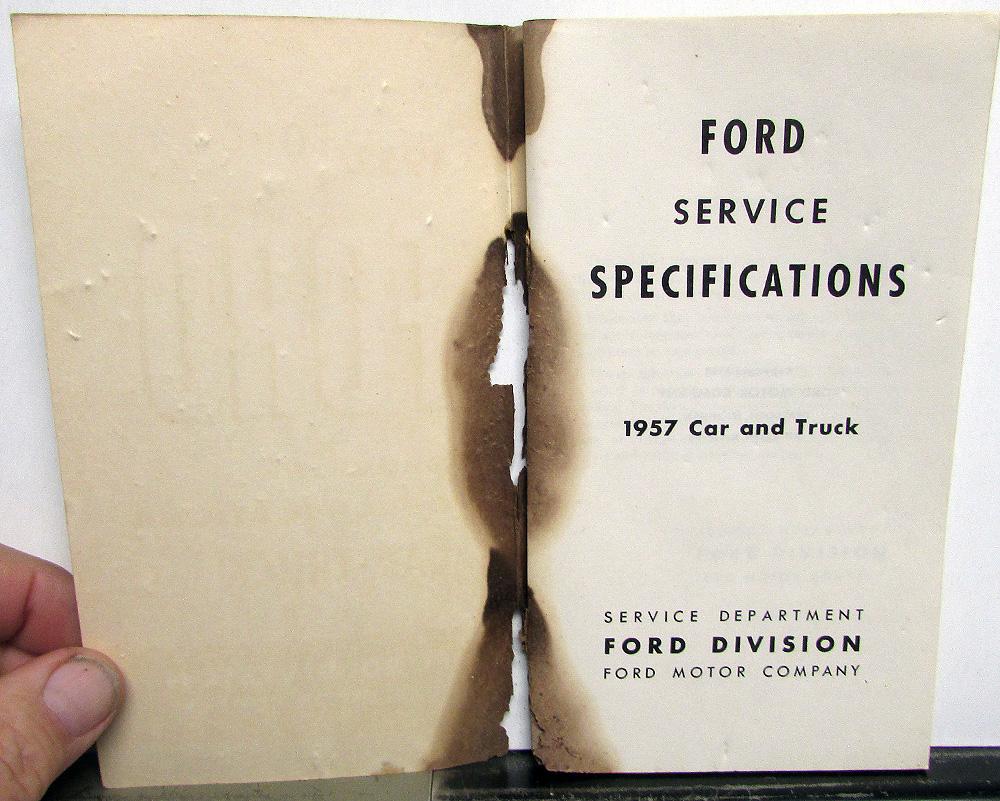 FORD
SERVICE
SPECIFICATIONS
1957 Car and Truck
SERVICE DEPARTMENT
FORD DIVISION
FORD MOTOR COMPANY